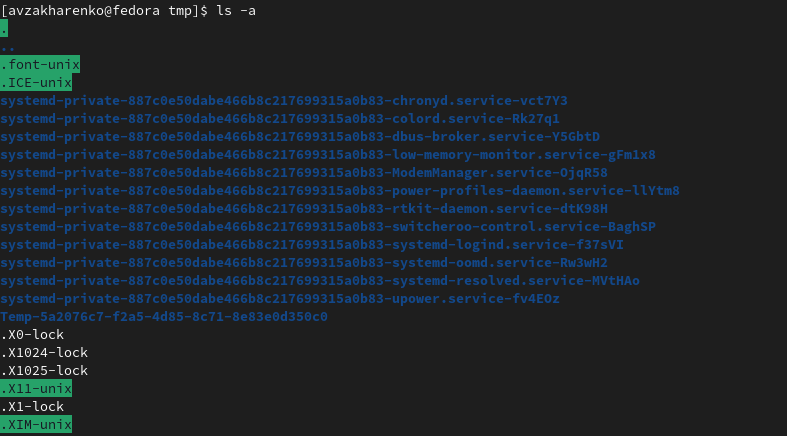 [avzakharenko@fedora tmp]$ ls -a
.
..
.font-unix
.ICE-unix
systemd-private-887c0e50dabe466b8c217699315a0b83-chronyd.service-vct7Y3
systemd-private-887c0e50dabe466b8c217699315a0b83-colord.service-Rk27q1
systemd-private-887c0e50dabe466b8c217699315a0b83-dbus-broker.service-Y5GbtD
systemd-private-887c0e50dabe466b8c217699315a0b83-low-memory-monitor.service-gFm1x8
systemd-private-887c0e50dabe466b8c217699315a0b83-ModemManager.service-OjqR58
systemd-private-887c0e50dabe466b8c217699315a0b83-power-profiles-daemon.service-llYtm8
systemd-private-887c0e50dabe466b8c217699315a0b83-rtkit-daemon.service-dtK98H
systemd-private-887c0e50dabe466b8c217699315a0b83-switcheroo-control.service-BaghSP
systemd-private-887c0e50dabe466b8c217699315a0b83-systemd-logind.service-f37sVI
systemd-private-887c0e50dabe466b8c217699315a0b83-systemd-oomd.service-Rw3wH2
systemd-private-887c0e50dabe466b8c217699315a0b83-systemd-resolved.service-MVtHAo
systemd-private-887c0e50dabe466b8c217699315a0b83-upower.service-fv4EOz
Temp-5a2076c7-f2a5-4d85-8c71-8e83e0d350c0
.X0-lock
.X1024-lock
.X1025-lock
.X11-unix
.X1-lock
.XIM-unix